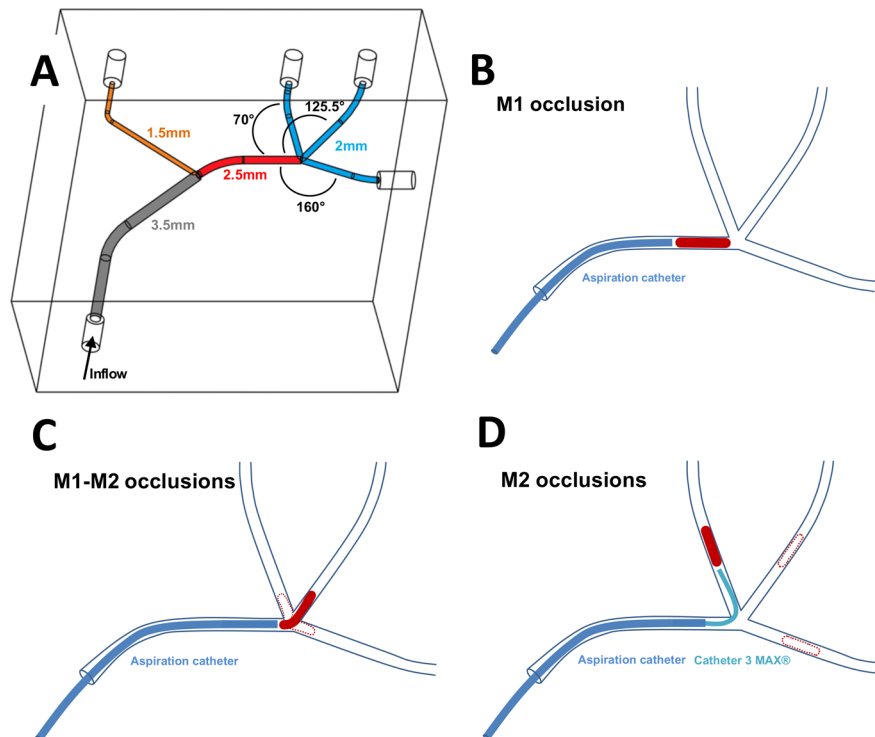 A
70°
125.5°
1.5mm
2.5mm
2mm
160°
3.5mm
Inflow
B
M1 occlusion
Aspiration catheter
C
M1-M2 occlusions
Aspiration catheter
D
M2 occlusions
Aspiration catheter Catheter 3 MAX®